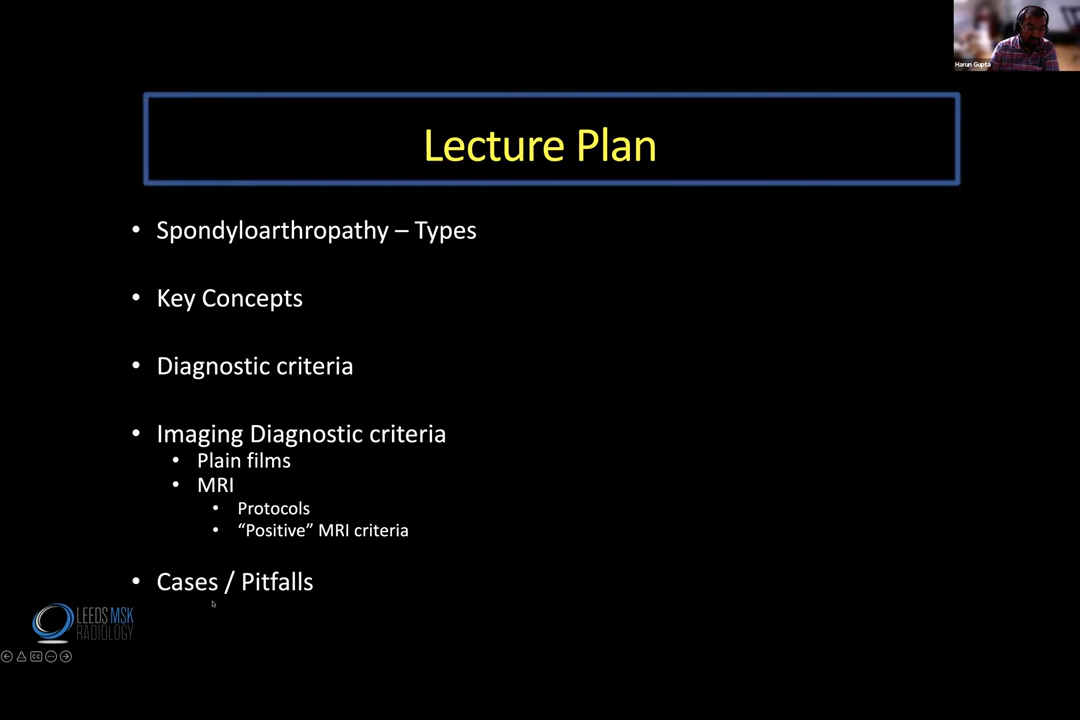 Harun Gupta
Lecture Plan
• Spondyloarthropathy – Types
• Key Concepts
• Diagnostic criteria
• Imaging Diagnostic criteria
• Plain films
• MRI
• Protocols
• “Positive” MRI criteria
• Cases / Pitfalls
LEEDS MSK
RADIOLOGY
CC